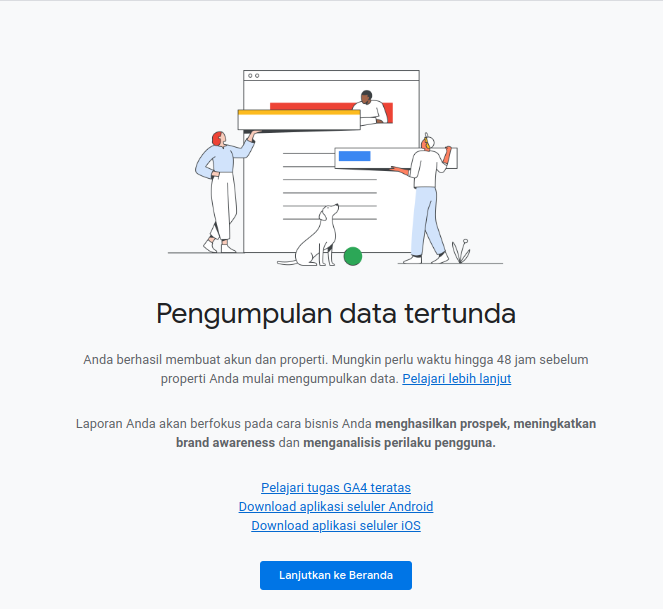 Pengumpulan data tertunda
Anda berhasil membuat akun dan properti. Mungkin perlu waktu hingga 48 jam sebelum
properti Anda mulai mengumpulkan data. Pelajari lebih lanjut
Laporan Anda akan berfokus pada cara bisnis Anda menghasilkan prospek, meningkatkan
brand awareness dan menganalisis perilaku pengguna.
Pelajari tugas GA4 teratas
Download aplikasi seluler Android
Download aplikasi seluler iOS
Lanjutkan ke Beranda